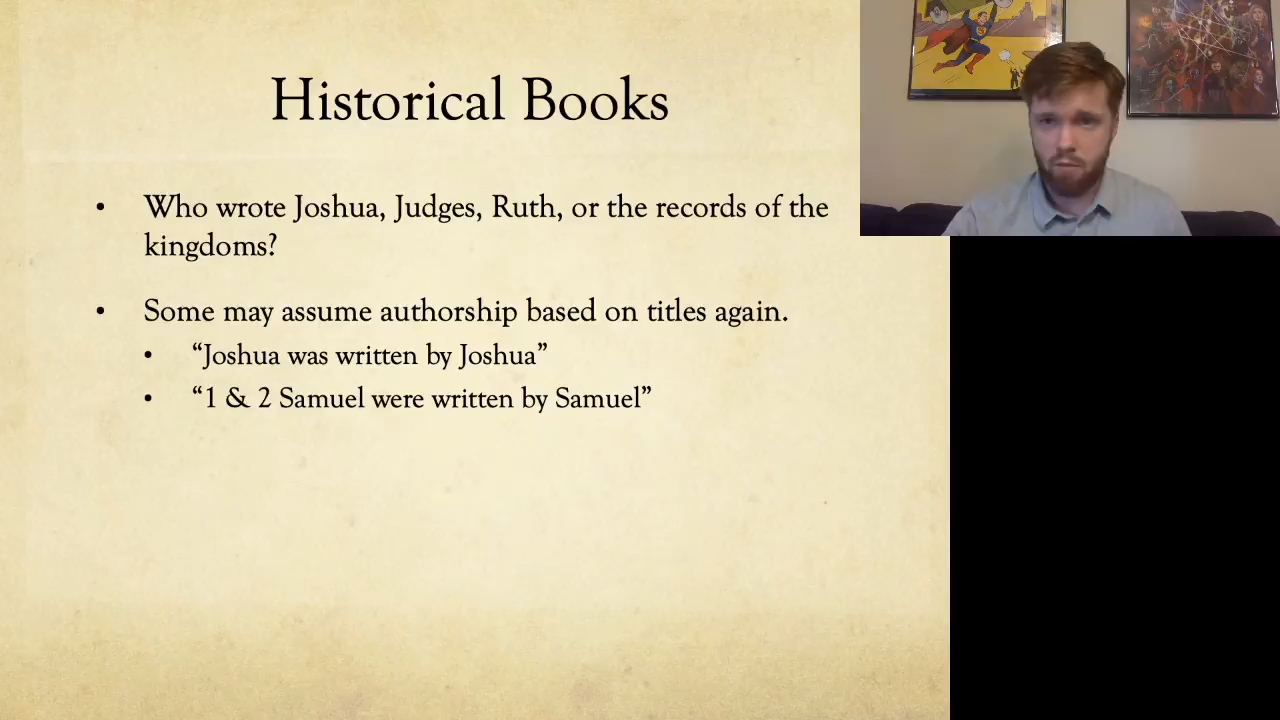 Historical Books
• Who wrote Joshua, Judges, Ruth, or the records of the
kingdoms?
• Some may assume authorship based on titles again.
• “Joshua was written by Joshua”
• “1 & 2 Samuel were written by Samuel”